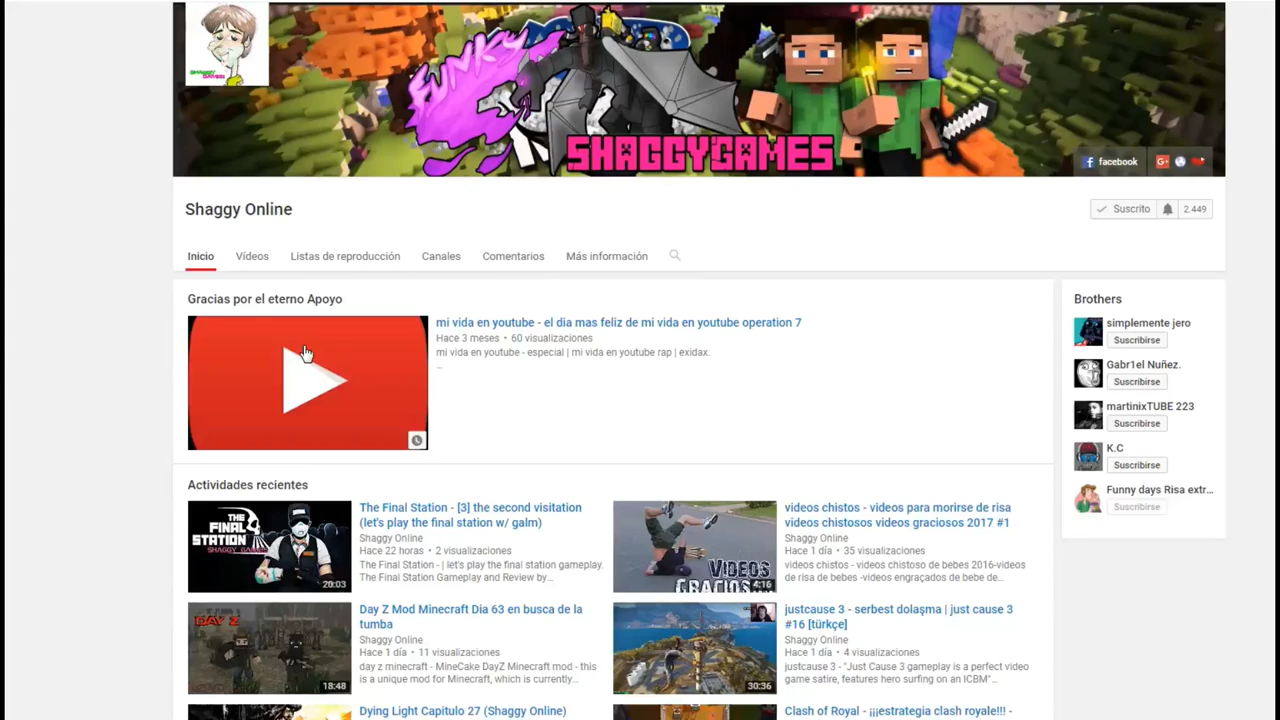 SHAGGY
GAMES
SHAGGYGAMES
facebook
Shaggy Online
Suscrito 2.449
Inicio Vídeos Listas de reproducción Canales Comentarios Más información
Gracias por el eterno Apoyo
mi vida en youtube - el dia mas feliz de mi vida en youtube operation 7
Hace 3 meses • 60 visualizaciones
mi vida en youtube - especial | mi vida en youtube rap | exidax.
...
Brothers
simplemente jero
Suscribirse
Gabr1el Nuñez.
Suscribirse
martinixTUBE 223
Suscribirse
K.C
Suscribirse
Funny days Risa extr...
Suscribirse
Actividades recientes
THE
FINAL
STATION
SHAGGY GAMES
20:03
The Final Station - [3] the second visitation
(let's play the final station w/ galm)
Shaggy Online
Hace 22 horas • 2 visualizaciones
The Final Station - | let's play the final station gameplay.
The Final Station Gameplay and Review by...
VIDEOS
GRACIOS
4:16
videos chistos - videos para morirse de risa
videos chistosos videos graciosos 2017 #1
Shaggy Online
Hace 1 día • 35 visualizaciones
videos chistos - videos chistoso de bebes 2016-videos
de risa de bebes -videos engraçados de bebe de...
DAY Z
18:48
Day Z Mod Minecraft Dia 63 en busca de la
tumba
Shaggy Online
Hace 1 día • 11 visualizaciones
day z minecraft - MineCake DayZ Minecraft mod - this
is a unique mod for Minecraft, which is currently...
30:36
justcause 3 - serbest dolaşma | just cause 3
#16 [türkçe]
Shaggy Online
Hace 1 día • 4 visualizaciones
justcause 3 - "Just Cause 3 gameplay is a perfect video
game satire, features hero surfing on an ICBM"...
Dying Light Capitulo 27 (Shaggy Online)
Clash of Royal - ¡¡¡estrategia clash royale!!! -